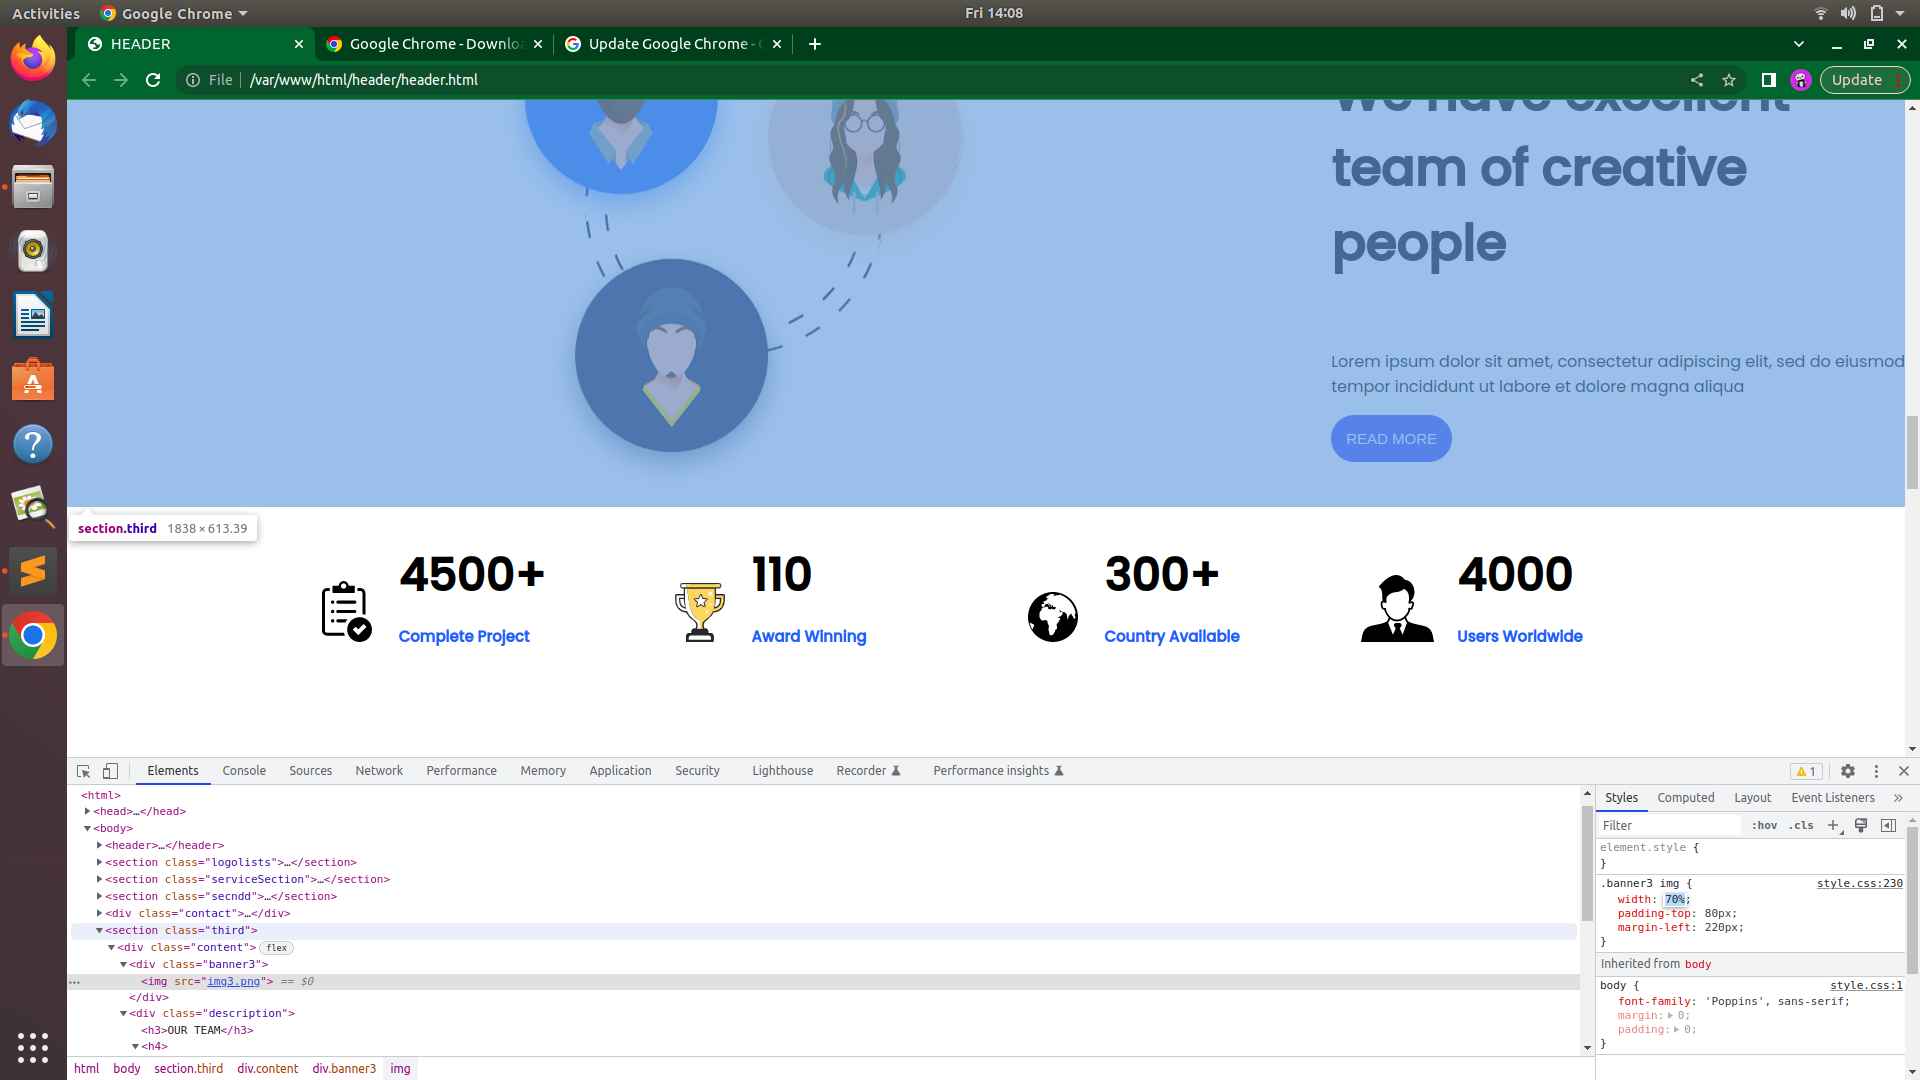 Activities Google Chrome Fri 14:08
HEADER Google Chrome - Downlo Update Google Chrome -
File /var/www/html/header/header.html Update
We have excellent
team of creative
people
Lorem ipsum dolor sit amet, consectetur adipiscing elit, sed do eiusmod
tempor incididunt ut labore et dolore magna aliqua
READ MORE
section.third 1838 × 613.39
4500+ 110 300+ 4000
Complete Project Award Winning Country Available Users Worldwide
Elements Console Sources Network Performance Memory Application Security Lighthouse Recorder Performance insights 1
<html>
<head>…</head>
<body>
<header>…</header>
<section class="logolists">…</section>
<section class="serviceSection">…</section>
<section class="secndd">…</section>
<div class="contact">…</div>
<section class="third">
<div class="content"> flex
<div class="banner3">
… <img src="img3.png"> == $0
</div>
<div class="description">
<h3>OUR TEAM</h3>
<h4>
html body section.third div.content div.banner3 img
Styles Computed Layout Event Listeners »
Filter :hov .cls +
element.style {
}
.banner3 img { style.css:230
width: 70%;
padding-top: 80px;
margin-left: 220px;
}
Inherited from body
body { style.css:1
font-family: 'Poppins', sans-serif;
margin: 0;
padding: 0;
}